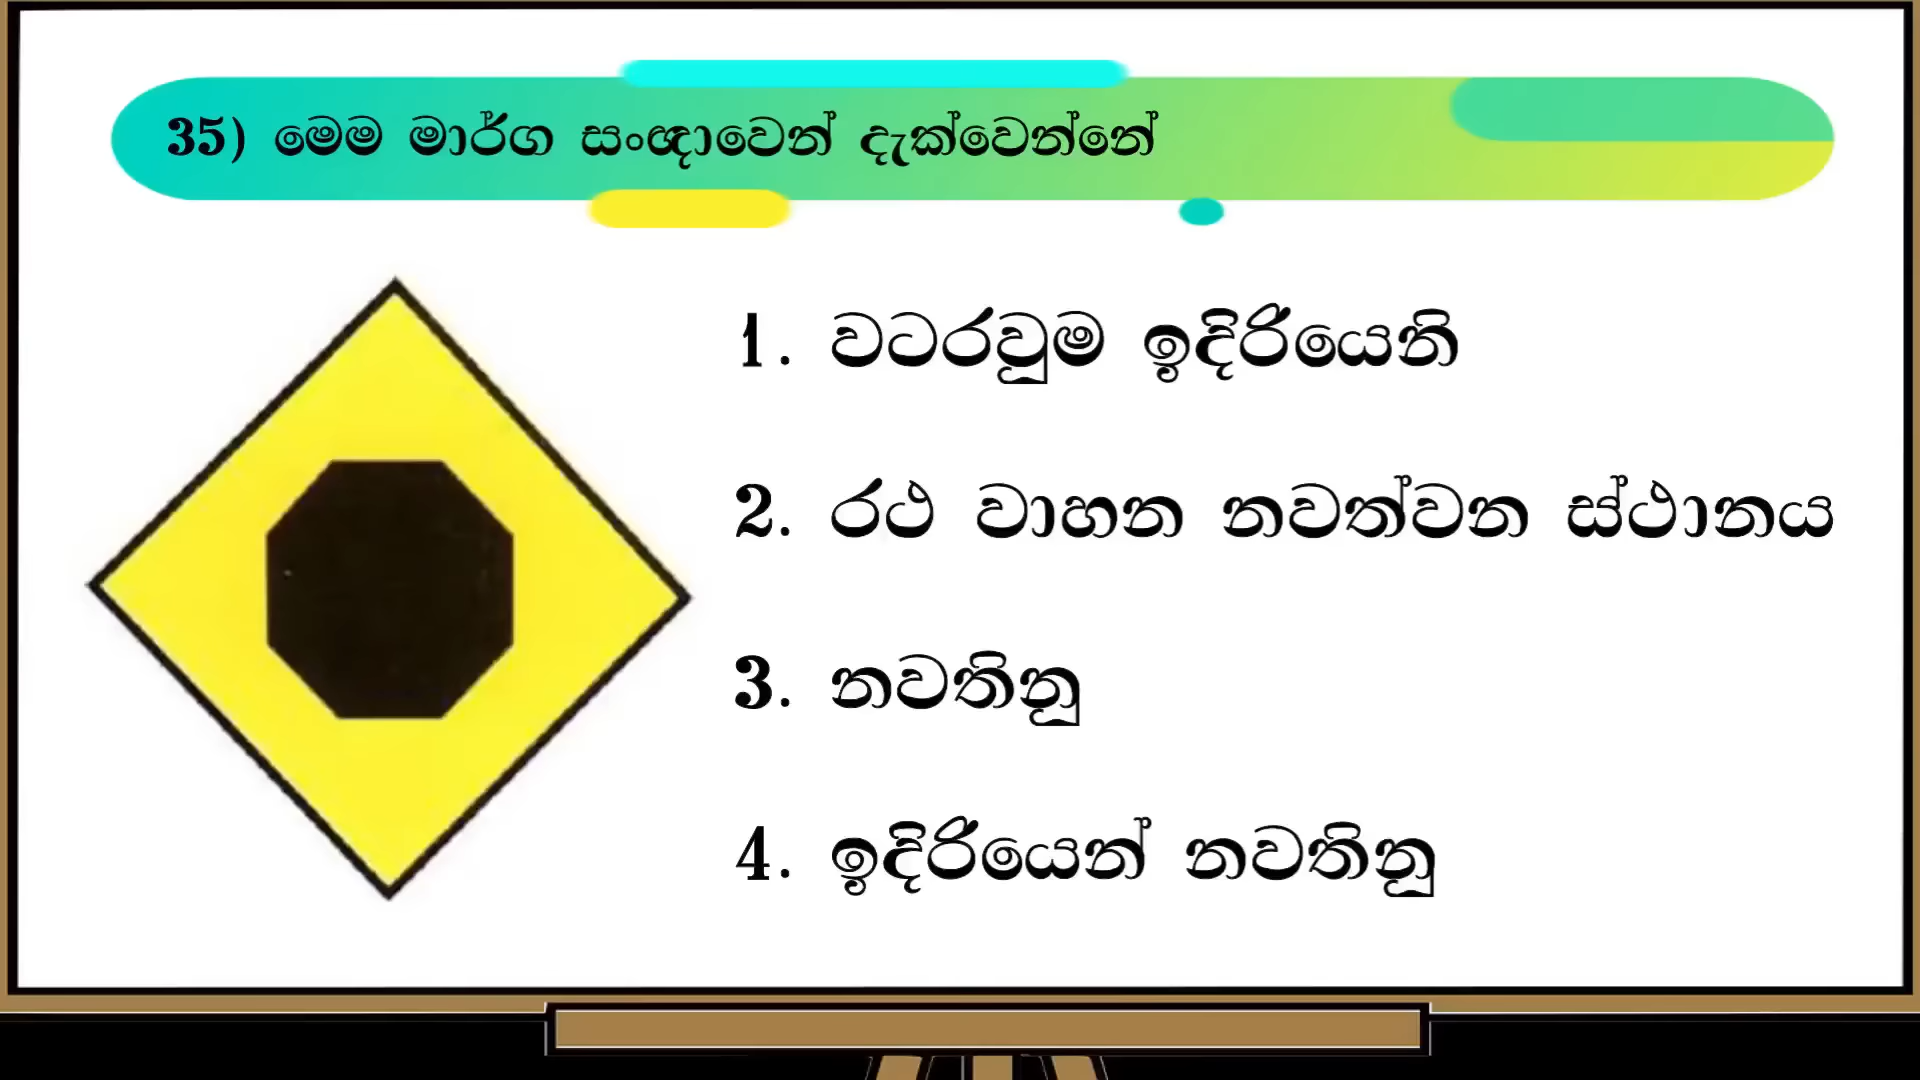 35) මෙම මාර්ග සංඥාවෙන් දැක්වෙන්නේ
1. වටරවුම ඉදිරියෙනි
2. රථ වාහන නවත්වන ස්ථානය
3. නවතිනු
4. ඉදිරියෙන් නවතිනු